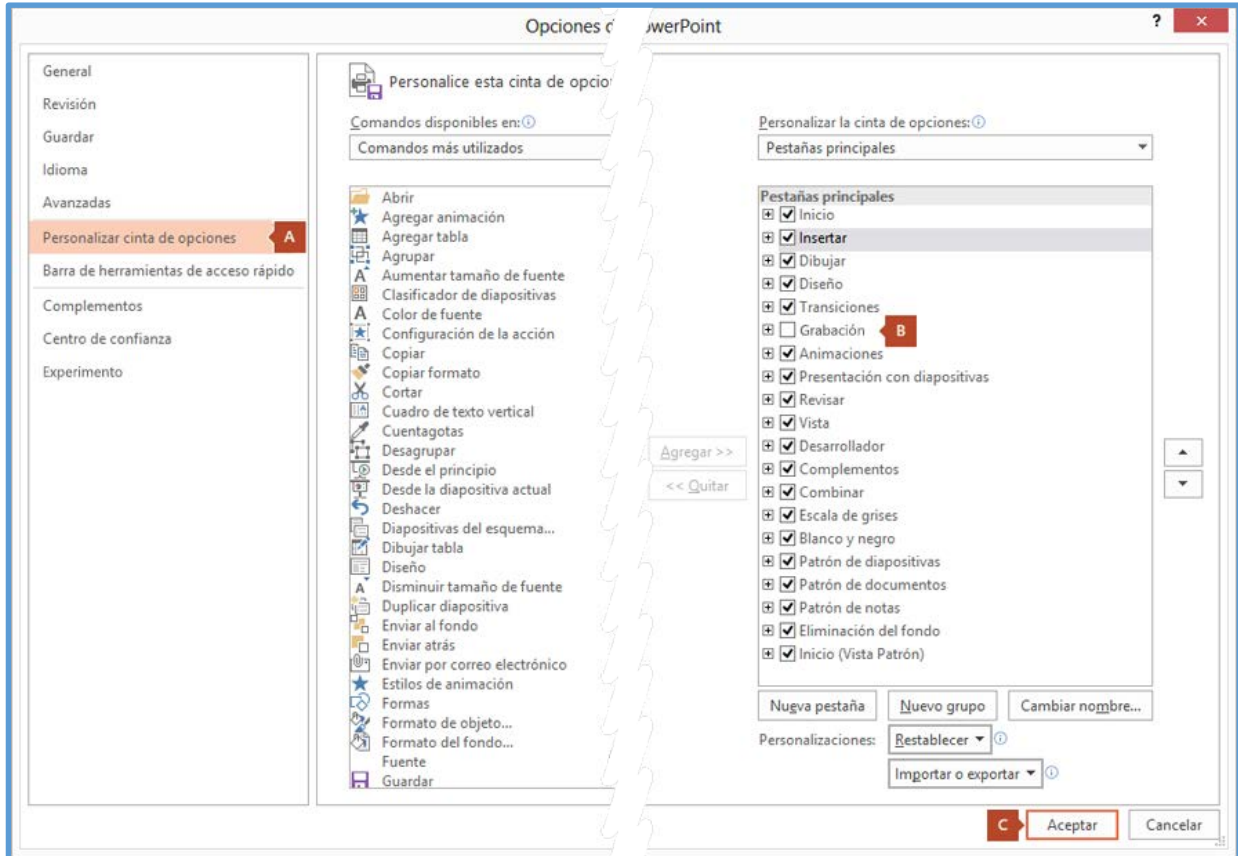 Opciones d werPoint
?
General
Revisión
Guardar
Idioma
Avanzadas
Personalizar cinta de opciones
A
Barra de herramientas de acceso rápido
Complementos
Centro de confianza
Experimento
Personalice esta cinta de opcio
Comandos disponibles en:
Comandos más utilizados
Abrir
Agregar animación
Agregar tabla
Agrupar
Aumentar tamaño de fuente
Clasificador de diapositivas
Color de fuente
Configuración de la acción
Copiar
Copiar formato
Cortar
Cuadro de texto vertical
Cuentagotas
Desagrupar
Desde el principio
Desde la diapositiva actual
Deshacer
Diapositivas del esquema...
Dibujar tabla
Diseño
Disminuir tamaño de fuente
Duplicar diapositiva
Enviar al fondo
Enviar atrás
Enviar por correo electrónico
Estilos de animación
Formas
Formato de objeto...
Formato del fondo...
Fuente
Guardar
Agregar >>
<< Quitar
Personalizar la cinta de opciones:
Pestañas principales
Pestañas principales
Inicio
Insertar
Dibujar
Diseño
Transiciones
Grabación
B
Animaciones
Presentación con diapositivas
Revisar
Vista
Desarrollador
Complementos
Combinar
Escala de grises
Blanco y negro
Patrón de diapositivas
Patrón de documentos
Patrón de notas
Eliminación del fondo
Inicio (Vista Patrón)
Nueva pestaña
Nuevo grupo
Cambiar nombre...
Personalizaciones:
Restablecer
Importar o exportar
C
Aceptar
Cancelar